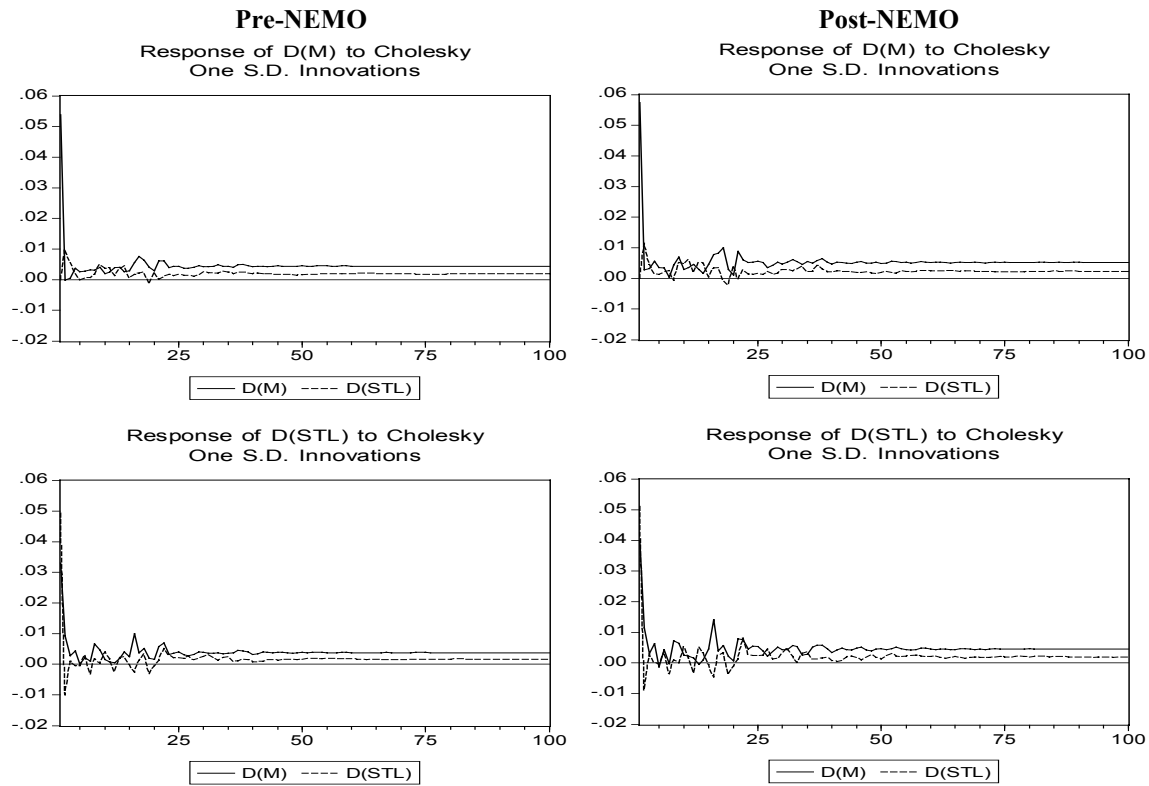 Pre-NEMO
Response of D(M) to Cholesky
One S.D. Innovations
.06
.05
.04
.03
.02
.01
.00
-.01
-.02
25 50 75 100
D(M) D(STL)
Post-NEMO
Response of D(M) to Cholesky
One S.D. Innovations
.06
.05
.04
.03
.02
.01
.00
-.01
-.02
25 50 75 100
D(M) D(STL)
Response of D(STL) to Cholesky
One S.D. Innovations
.06
.05
.04
.03
.02
.01
.00
-.01
-.02
25 50 75 100
D(M) D(STL)
Response of D(STL) to Cholesky
One S.D. Innovations
.06
.05
.04
.03
.02
.01
.00
-.01
-.02
25 50 75 100
D(M) D(STL)